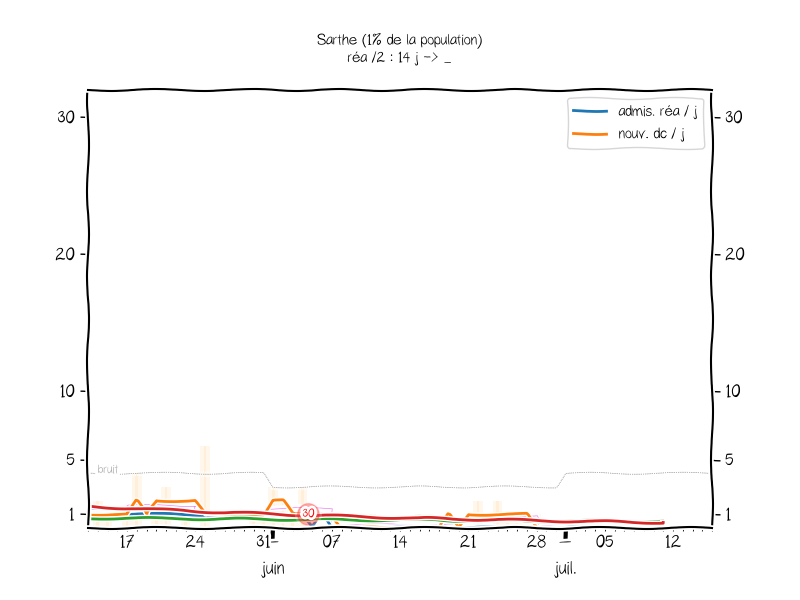 Sarthe (1% de la population)
réa /2 : 14 j -> _
admis. réa / j
nouv. dc / j
30
30
20
20
10
10
5
5
bruit
1
1
30
17
24
31
07
14
21
28
05
12
juin
juil.